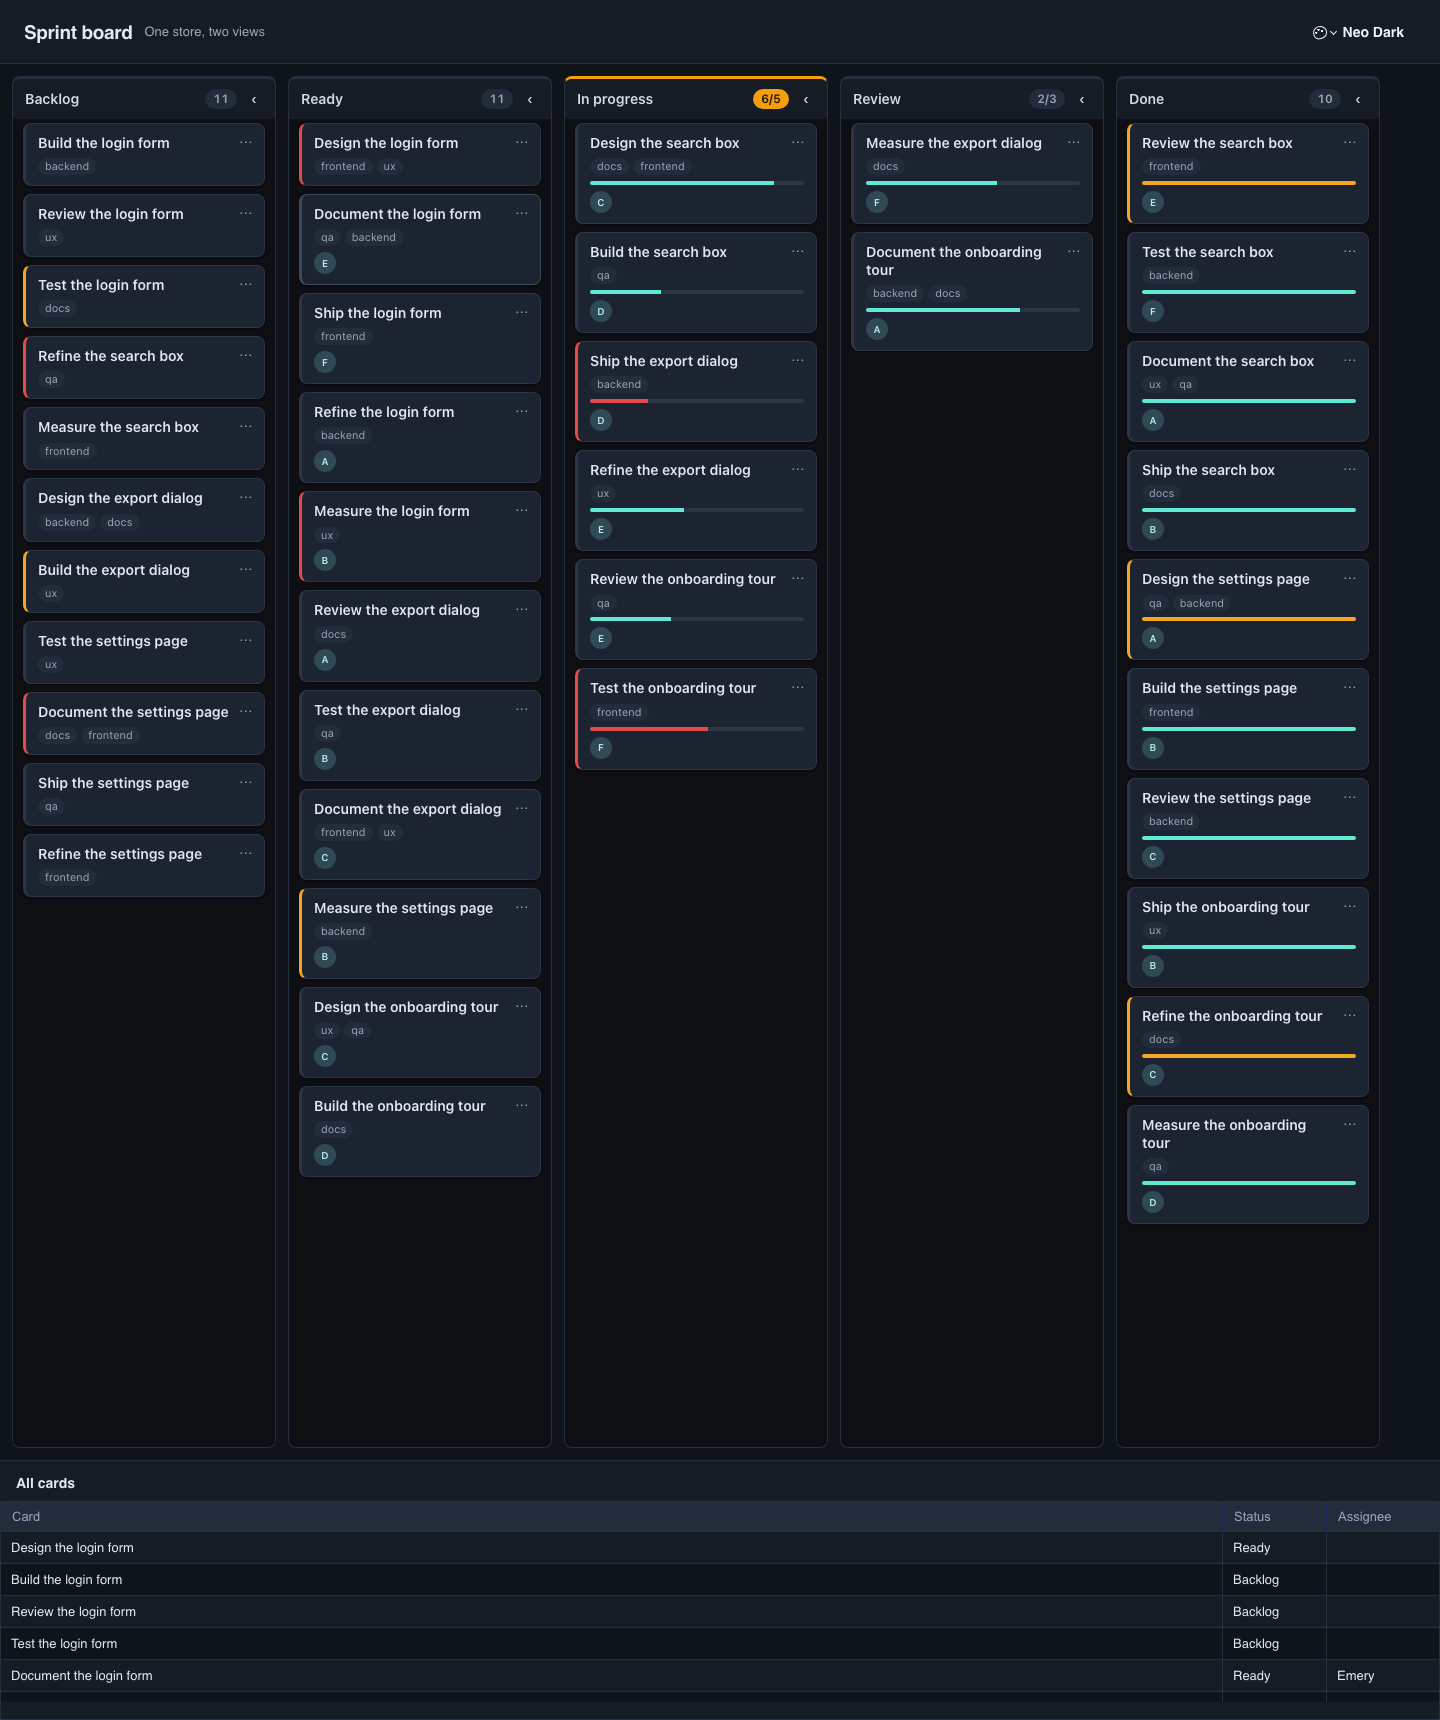 Sprint board One store, two views
Neo Dark
Backlog 11 ‹
Build the login form ...
backend
Review the login form ...
ux
Test the login form ...
docs
Refine the search box ...
qa
Measure the search box ...
frontend
Design the export dialog ...
backend docs
Build the export dialog ...
ux
Test the settings page ...
ux
Document the settings page ...
docs frontend
Ship the settings page ...
qa
Refine the settings page ...
frontend
Ready 11 ‹
Design the login form ...
frontend ux
Document the login form ...
qa backend
E
Ship the login form ...
frontend
F
Refine the login form ...
backend
A
Measure the login form ...
ux
B
Review the export dialog ...
docs
A
Test the export dialog ...
qa
B
Document the export dialog ...
frontend ux
C
Measure the settings page ...
backend
B
Design the onboarding tour ...
ux qa
C
Build the onboarding tour ...
docs
D
In progress 6/5 ‹
Design the search box ...
docs frontend
C
Build the search box ...
qa
D
Ship the export dialog ...
backend
D
Refine the export dialog ...
ux
E
Review the onboarding tour ...
qa
E
Test the onboarding tour ...
frontend
F
Review 2/3 ‹
Measure the export dialog ...
docs
F
Document the onboarding ...
tour
backend docs
A
Done 10 ‹
Review the search box ...
frontend
E
Test the search box ...
backend
F
Document the search box ...
ux qa
A
Ship the search box ...
docs
B
Design the settings page ...
qa backend
A
Build the settings page ...
frontend
B
Review the settings page ...
backend
C
Ship the onboarding tour ...
ux
B
Refine the onboarding tour ...
docs
C
Measure the onboarding ...
tour
qa
D
All cards
Card Status Assignee
Design the login form Ready
Build the login form Backlog
Review the login form Backlog
Test the login form Backlog
Document the login form Ready Emery